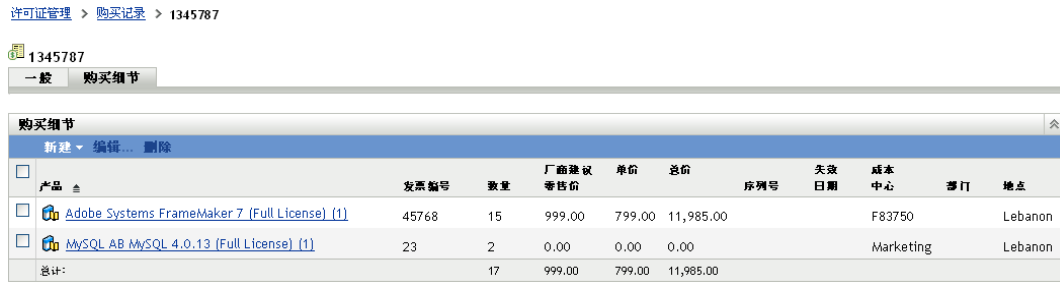 许可证管理 > 购买记录 > 1345787
1345787
一般 购买细节
购买细节
新建 编辑... 删除
产品 发票编号 数量 厂商建议零售价 单价 总价 序列号 失效日期 成本中心 部门 地点
Adobe Systems FrameMaker 7 (Full License) (1) 45768 15 999.00 799.00 11,985.00 F83750 Lebanon
MySQL AB MySQL 4.0.13 (Full License) (1) 23 2 0.00 0.00 0.00 Marketing Lebanon
总计: 17 999.00 799.00 11,985.00